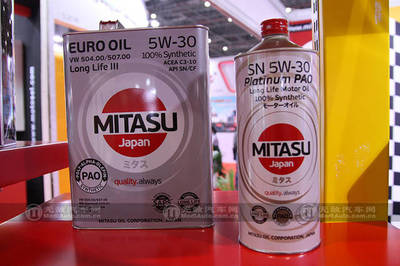 EURO OIL
VW 504.00/507.00
Long Life III
5W-30
100% Synthetic
ACEA C3-10
API SN/CF
MITASU
Japan
ミタス
PAO
quality.always
MITASU OIL CORPORATION, JAPAN
SN 5W-30
Platinum PAO
Long Life Motor Oil
100% Synthetic
モーターオイル
MITASU
Japan
ミタス
quality.always
MITASU OIL CORPORATION, JAPAN